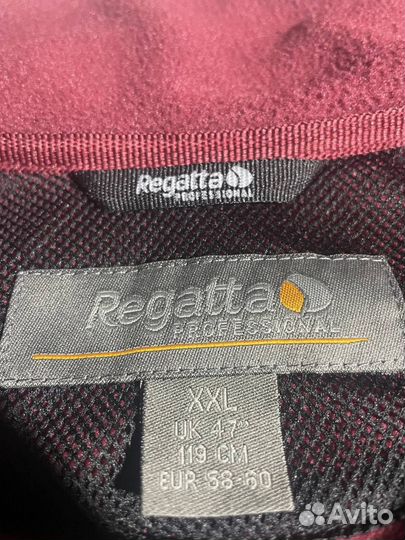 Regatta
PROFESSIONAL
Regatta
PROFESSIONAL
XXL
UK 47"
119 CM
EUR 58-60
Avito